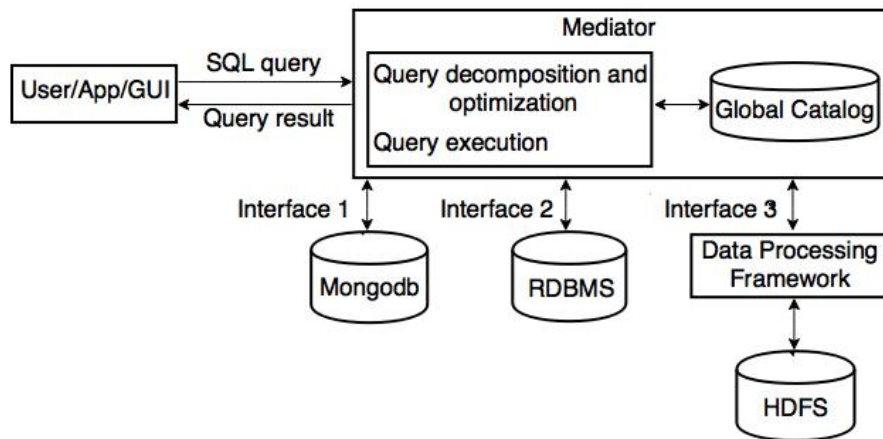 Mediator
SQL query
User/App/GUI
Query result
Query decomposition and
optimization
Query execution
Global Catalog
Interface 1
Interface 2
Interface 3
Mongodb
RDBMS
Data Processing
Framework
HDFS